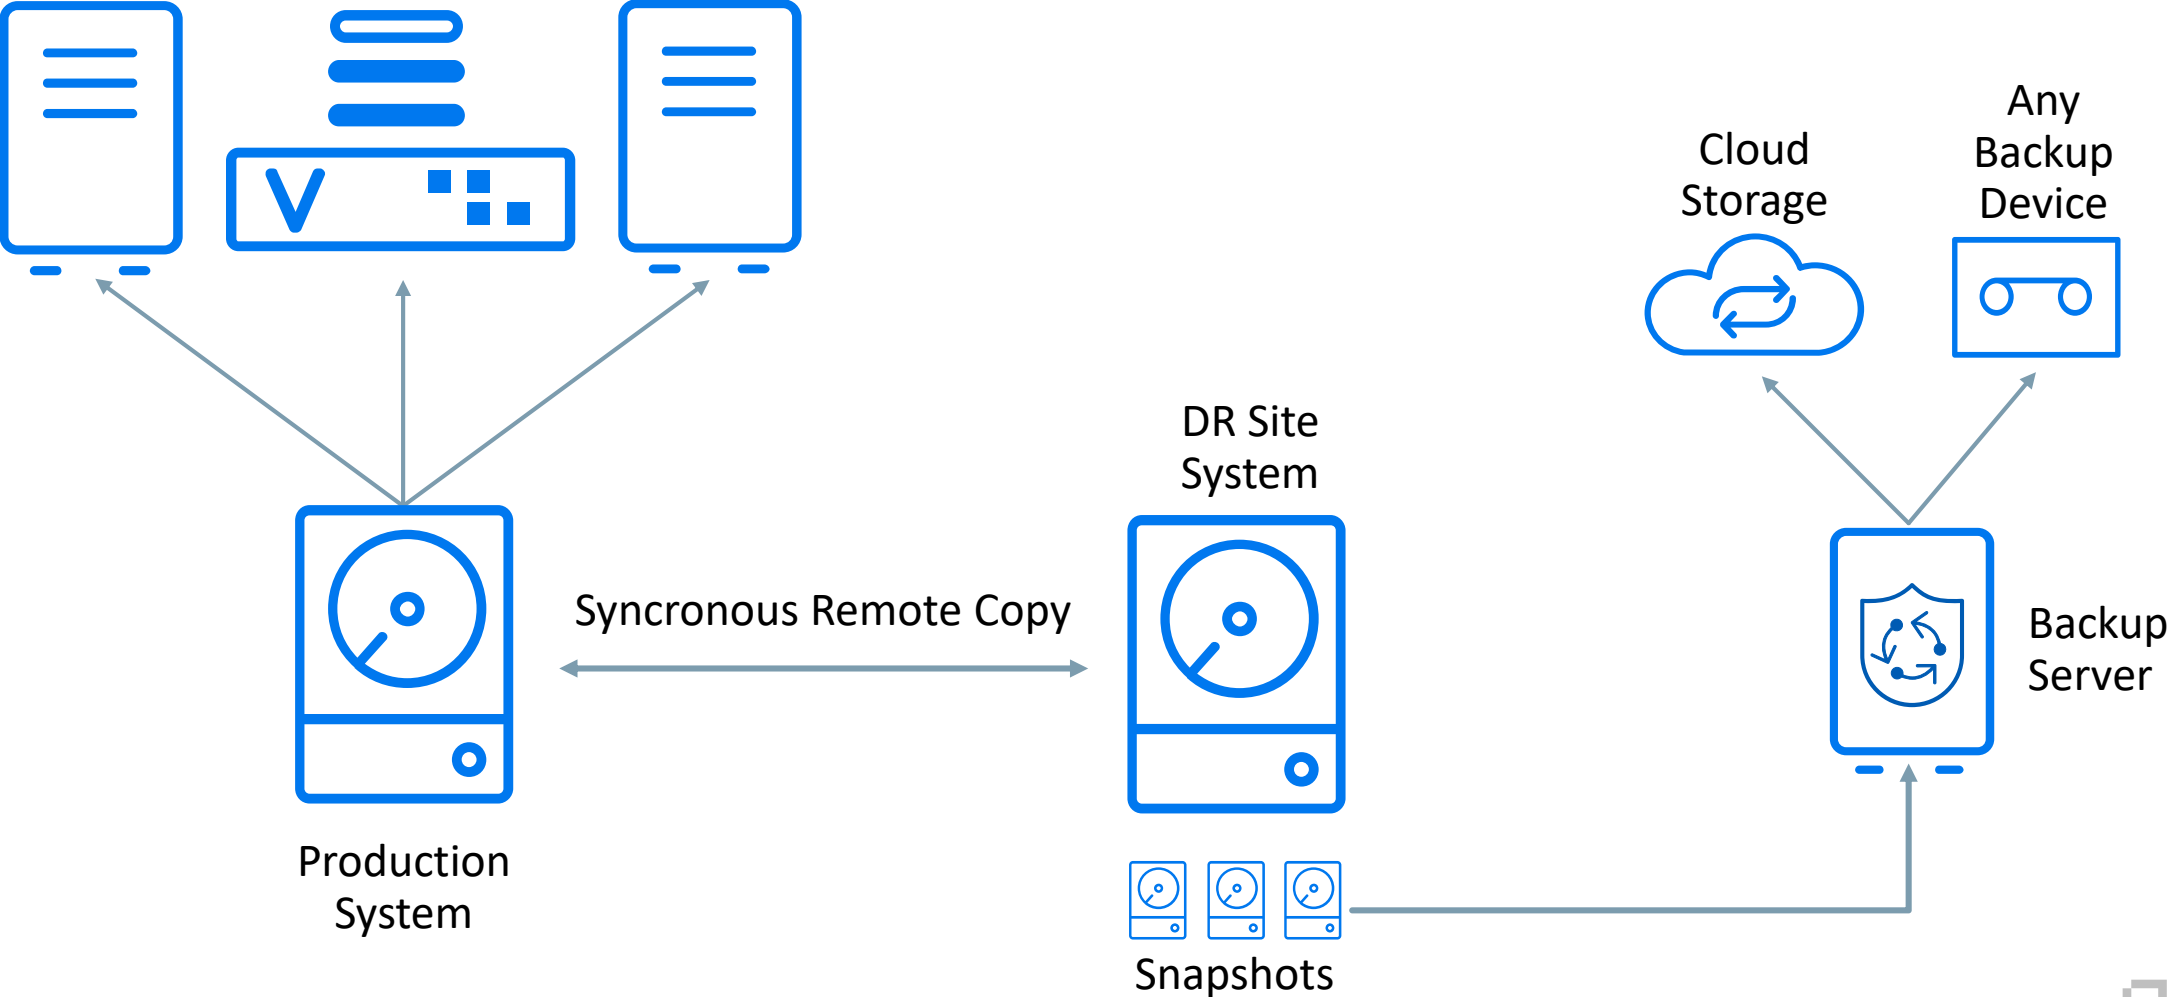 Any
Backup
Device
Cloud
Storage
V
DR Site
System
Syncronous Remote Copy
Backup
Server
Production
System
Snapshots